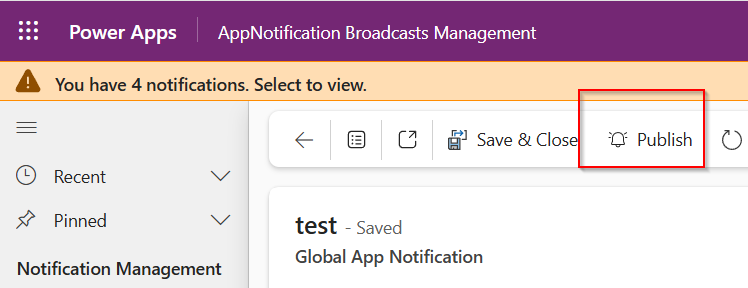 Power Apps AppNotification Broadcasts Management
You have 4 notifications. Select to view.
Save & Close Publish
Recent
Pinned
test - Saved
Global App Notification
Notification Management